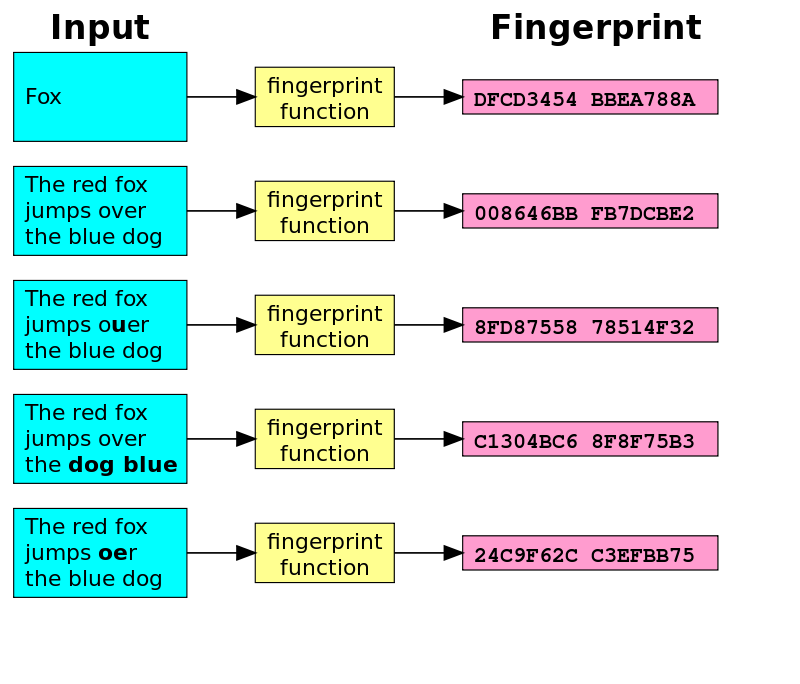 Input
Fingerprint
Fox
fingerprint
function
DFCD3454 BBEA788A
The red fox
jumps over
the blue dog
fingerprint
function
008646BB FB7DCBE2
The red fox
jumps ouer
the blue dog
fingerprint
function
8FD87558 78514F32
The red fox
jumps over
the dog blue
fingerprint
function
C1304BC6 8F8F75B3
The red fox
jumps oer
the blue dog
fingerprint
function
24C9F62C C3EFBB75